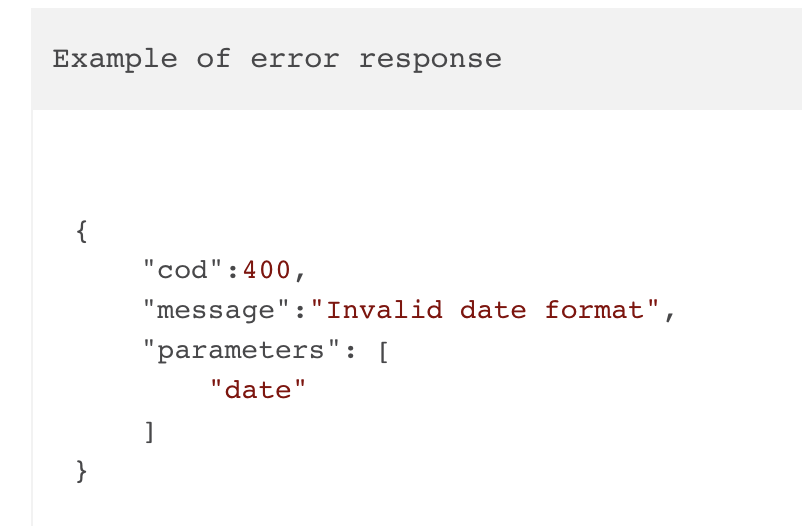 Example of error response
{
"cod":400,
"message":"Invalid date format",
"parameters": [
"date"
]
}